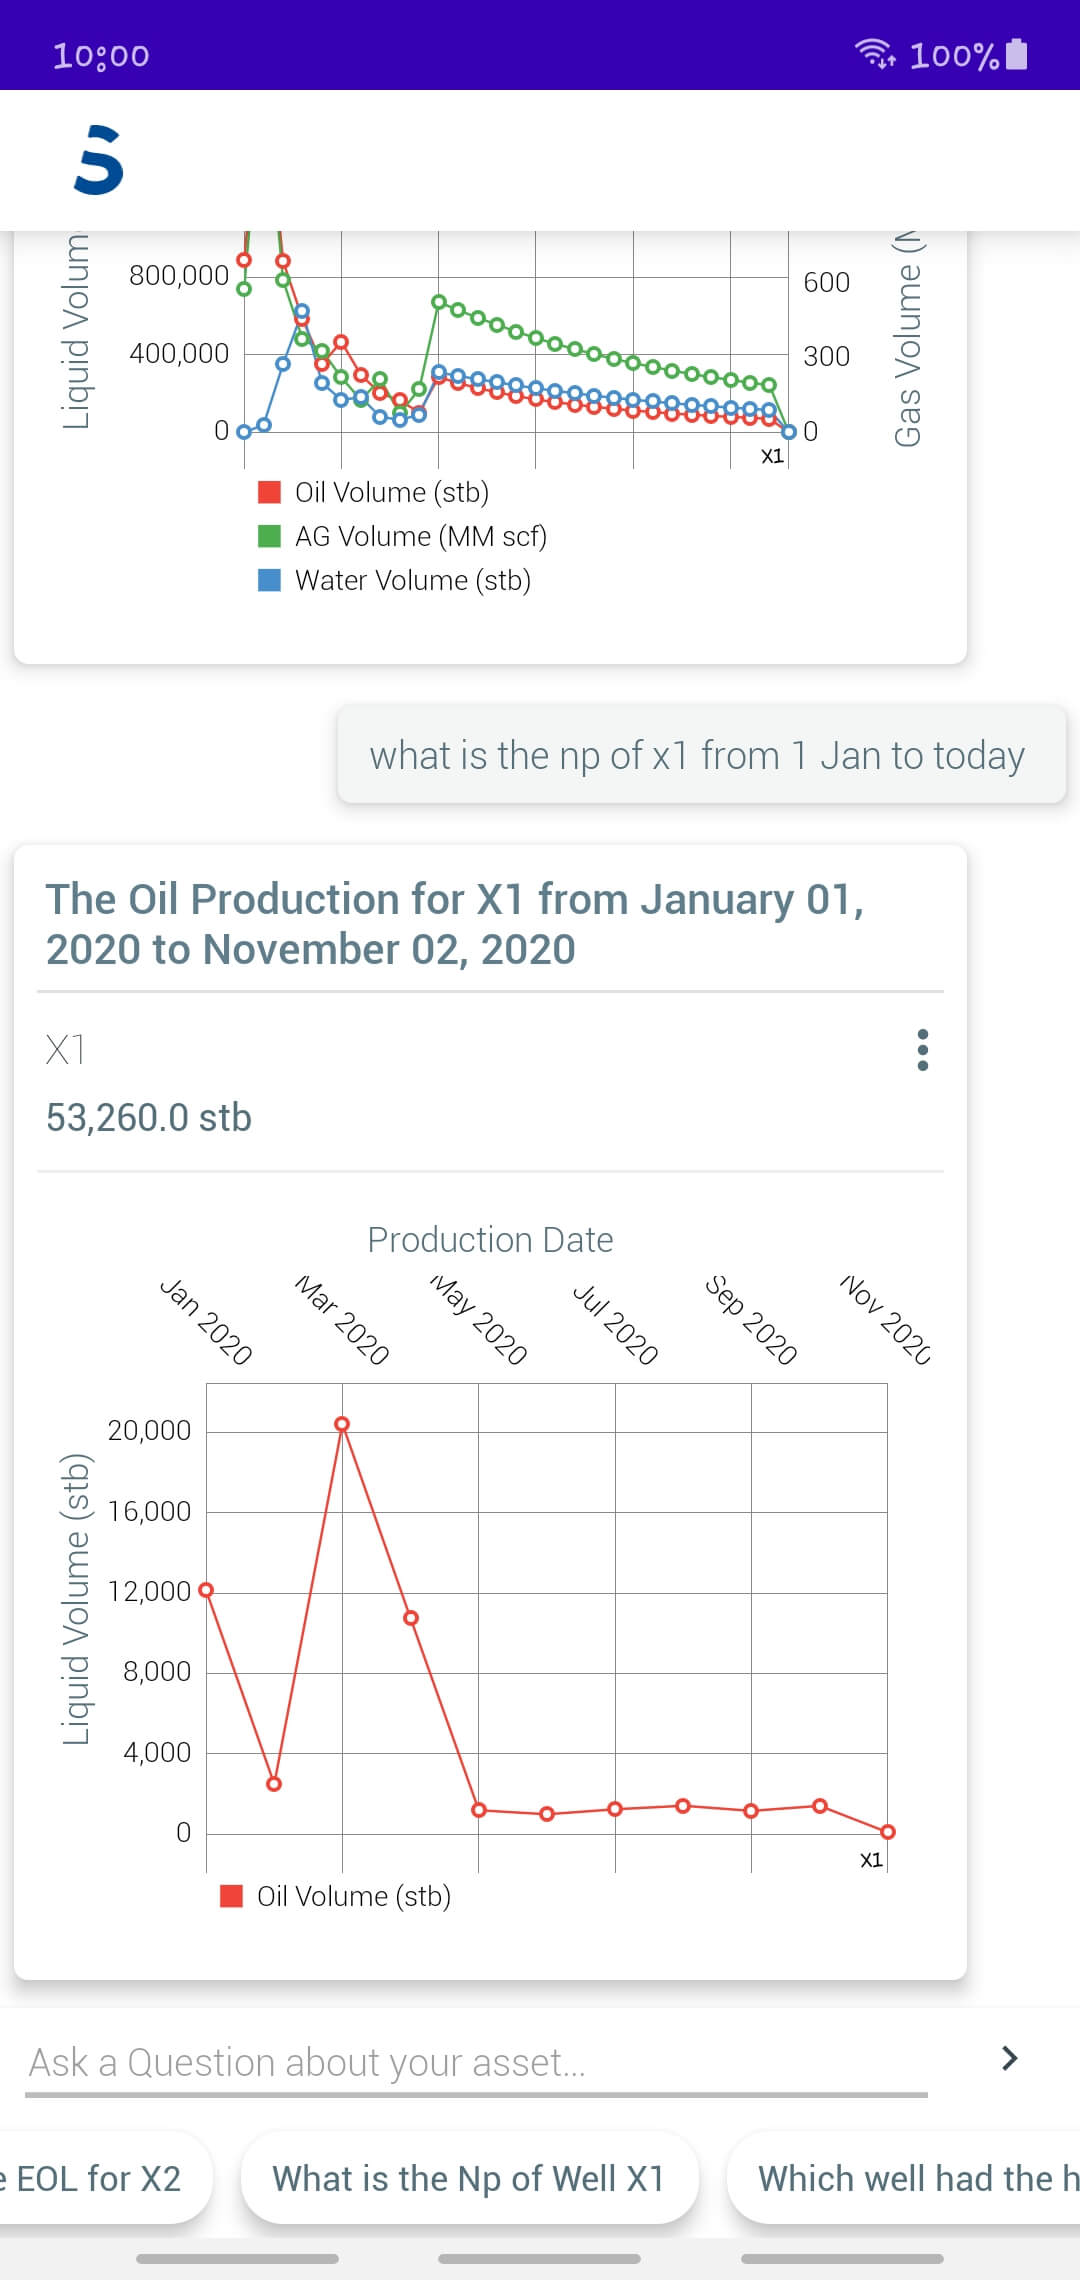 10:00
100%
Liquid Volum
800,000
400,000
0
600
300
0
Gas Volume (
X1
Oil Volume (stb)
AG Volume (MM scf)
Water Volume (stb)
what is the np of x1 from 1 Jan to today
The Oil Production for X1 from January 01,
2020 to November 02, 2020
X1
53,260.0 stb
Production Date
Jan 2020
Mar 2020
May 2020
Jul 2020
Sep 2020
Nov 2020
Liquid Volume (stb)
20,000
16,000
12,000
8,000
4,000
0
X1
Oil Volume (stb)
Ask a Question about your asset...
EOL for X2
What is the Np of Well X1
Which well had the h